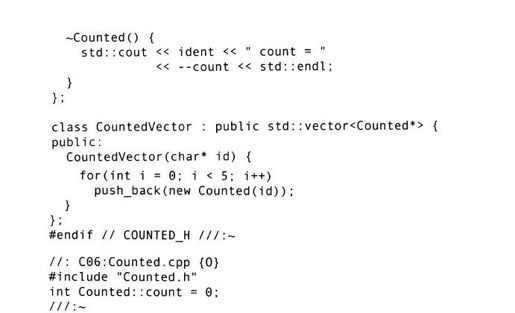 ~Counted() {
std::cout << ident << " count = "
<< --count << std::endl;
}
};
class CountedVector : public std::vector<Counted*> {
public:
CountedVector(char* id) {
for(int i = 0; i < 5; i++)
push_back(new Counted(id));
}
};
#endif // COUNTED_H ///:~
//: C06:Counted.cpp {O}
#include "Counted.h"
int Counted::count = 0;
///:~